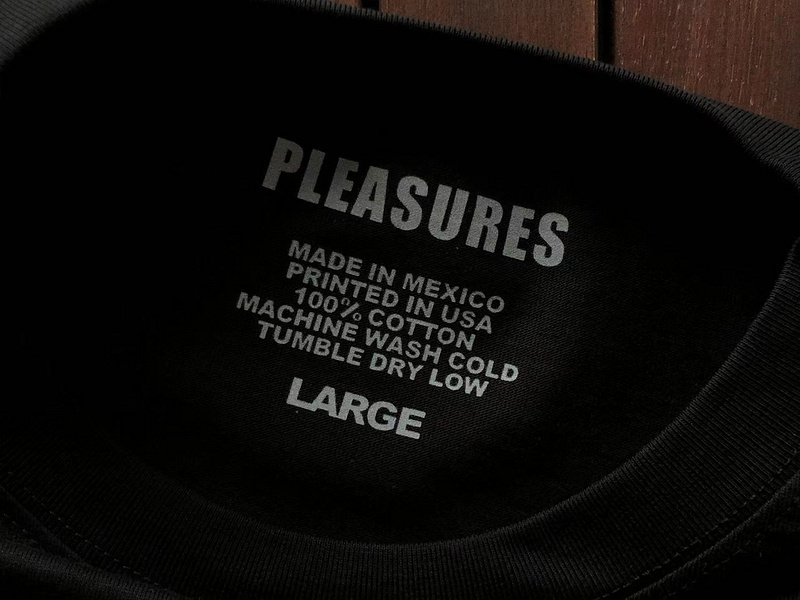 PLEASURES
MADE IN MEXICO
PRINTED IN USA
100% COTTON
MACHINE WASH COLD
TUMBLE DRY LOW
LARGE